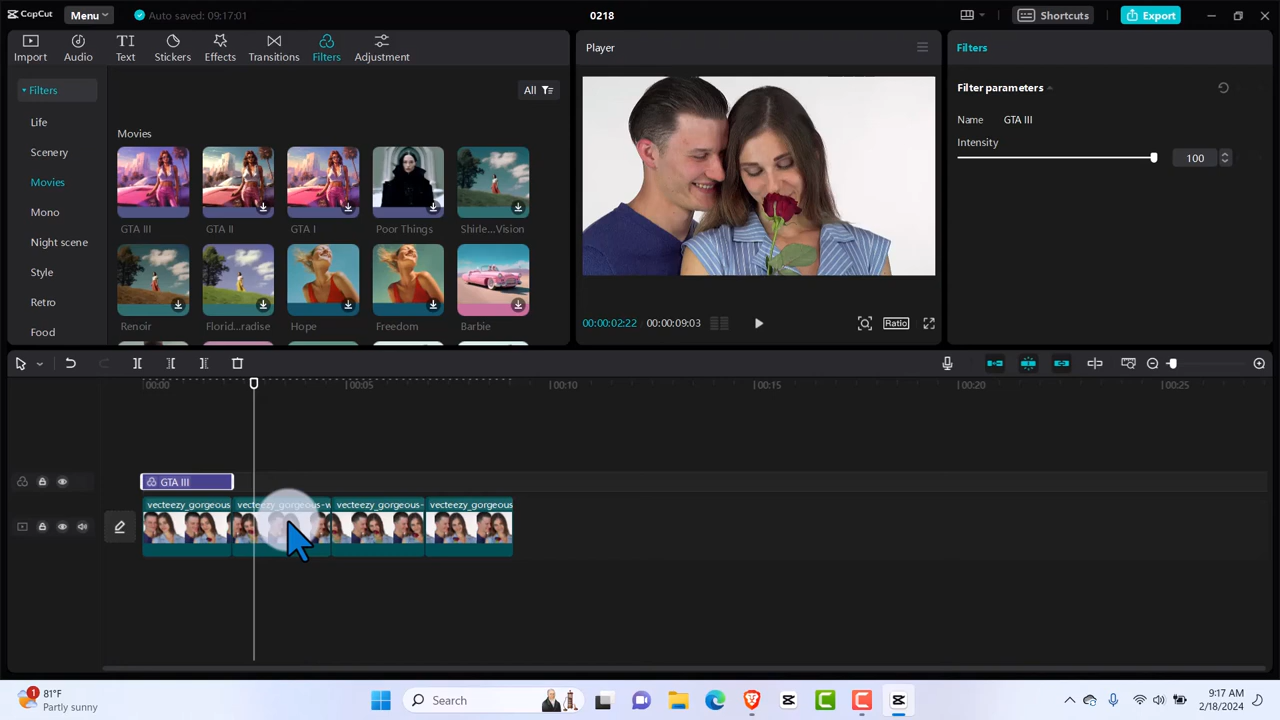 CapCut
Menu
Auto saved: 09:17:01
0218
Shortcuts
Export
Import
Audio
Text
Stickers
Effects
Transitions
Filters
Adjustment
Filters
Life
Scenery
Movies
Mono
Night scene
Style
Retro
Food
All
Movies
GTA III
GTA II
GTA I
Poor Things
Shirle...Vision
Renoir
Florid...radise
Hope
Freedom
Barbie
Player
00:00:02:22
00:00:09:03
Ratio
Filters
Filter parameters
Name GTA III
Intensity
100
00:00
00:05
00:10
00:15
00:20
00:25
GTA III
vecteezy_gorgeous
vecteezy_gorgeous-w
vecteezy_gorgeous-
vecteezy_gorgeous
1
81°F
Partly sunny
Search
9:17 AM
2/18/2024